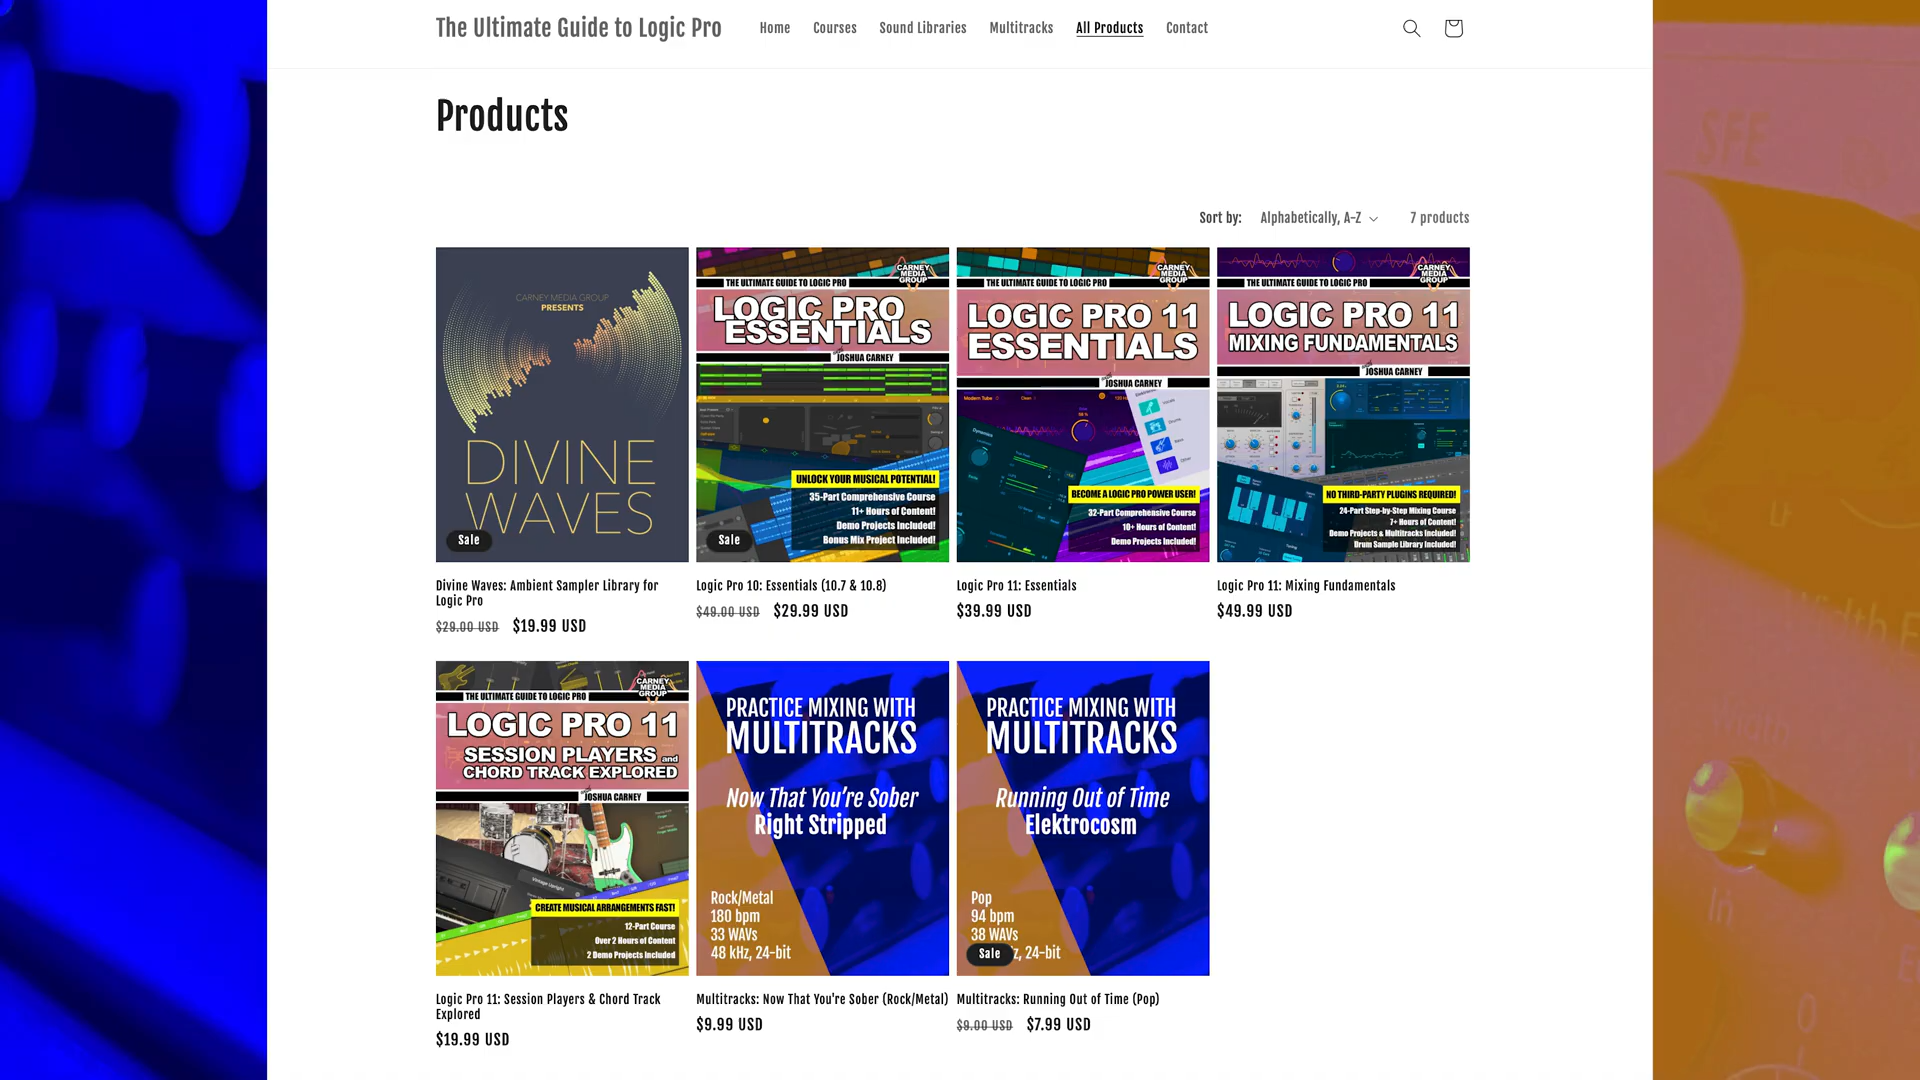 The Ultimate Guide to Logic Pro
Home
Courses
Sound Libraries
Multitracks
All Products
Contact
Products
Sort by:
Alphabetically, A-Z
7 products
CARNEY MEDIA GROUP
PRESENTS
DIVINE
WAVES
Sale
Divine Waves: Ambient Sampler Library for
Logic Pro
$29.00 USD $19.99 USD
CARNEY
MEDIA
GROUP
THE ULTIMATE GUIDE TO LOGIC PRO
LOGIC PRO
ESSENTIALS
JOSHUA CARNEY
UNLOCK YOUR MUSICAL POTENTIAL!
35-Part Comprehensive Course
11+ Hours of Content!
Demo Projects Included!
Bonus Mix Project Included!
Sale
Logic Pro 10: Essentials (10.7 & 10.8)
$49.00 USD $29.99 USD
CARNEY
MEDIA
GROUP
THE ULTIMATE GUIDE TO LOGIC PRO
LOGIC PRO 11
ESSENTIALS
JOSHUA CARNEY
BECOME A LOGIC PRO POWER USER!
32-Part Comprehensive Course
10+ Hours of Content!
Demo Projects Included!
Logic Pro 11: Essentials
$39.99 USD
CARNEY
MEDIA
GROUP
THE ULTIMATE GUIDE TO LOGIC PRO
LOGIC PRO 11
MIXING FUNDAMENTALS
JOSHUA CARNEY
NO THIRD-PARTY PLUGINS REQUIRED!
24-Part Step-by-Step Mixing Course
7+ Hours of Content!
Demo Projects & Multitracks Included!
Drum Sample Library Included!
Logic Pro 11: Mixing Fundamentals
$49.99 USD
CARNEY
MEDIA
GROUP
THE ULTIMATE GUIDE TO LOGIC PRO
LOGIC PRO 11
SESSION PLAYERS and
CHORD TRACK EXPLORED
JOSHUA CARNEY
Vintage Upright
CREATE MUSICAL ARRANGEMENTS FAST!
12-Part Course
Over 2 Hours of Content
2 Demo Projects Included
Logic Pro 11: Session Players & Chord Track
Explored
$19.99 USD
PRACTICE MIXING WITH
MULTITRACKS
Now That You're Sober
Right Stripped
Rock/Metal
180 bpm
33 WAVs
48 kHz, 24-bit
Multitracks: Now That You're Sober (Rock/Metal)
$9.99 USD
PRACTICE MIXING WITH
MULTITRACKS
Running Out of Time
Elektrocosm
Pop
94 bpm
38 WAVs
z, 24-bit
Sale
Multitracks: Running Out of Time (Pop)
$9.00 USD $7.99 USD
Width
In